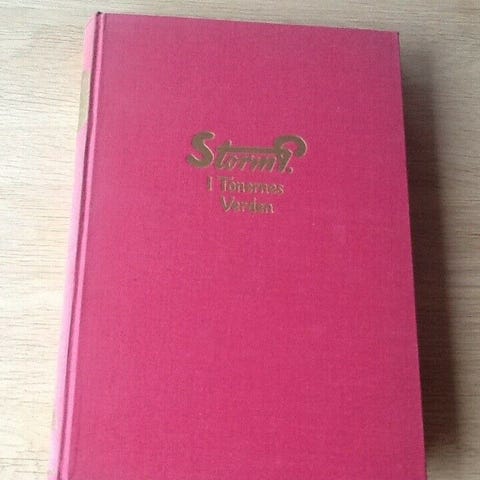 Storm P.
I Tonernes
Verden